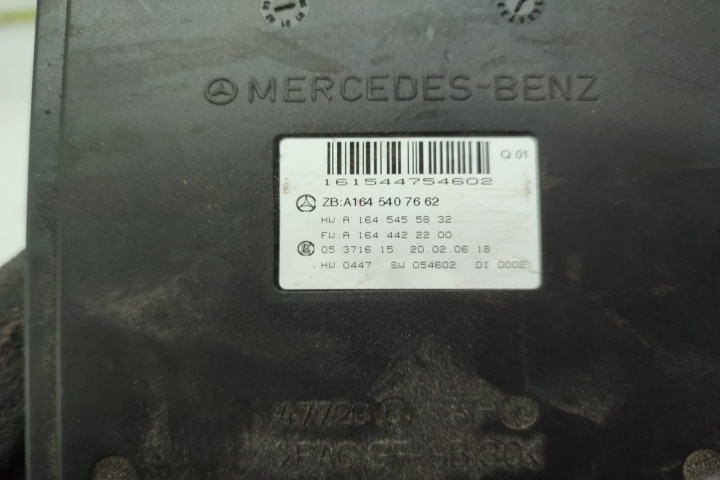 MERCEDES-BENZ
Q 01
161544754602
ZB:A164 540 76 62
HW:A 164 545 58 32
FW:A 164 442 22 00
05 3716 15 20.02.06 18
HW 0447 SW 054602 DI 0002